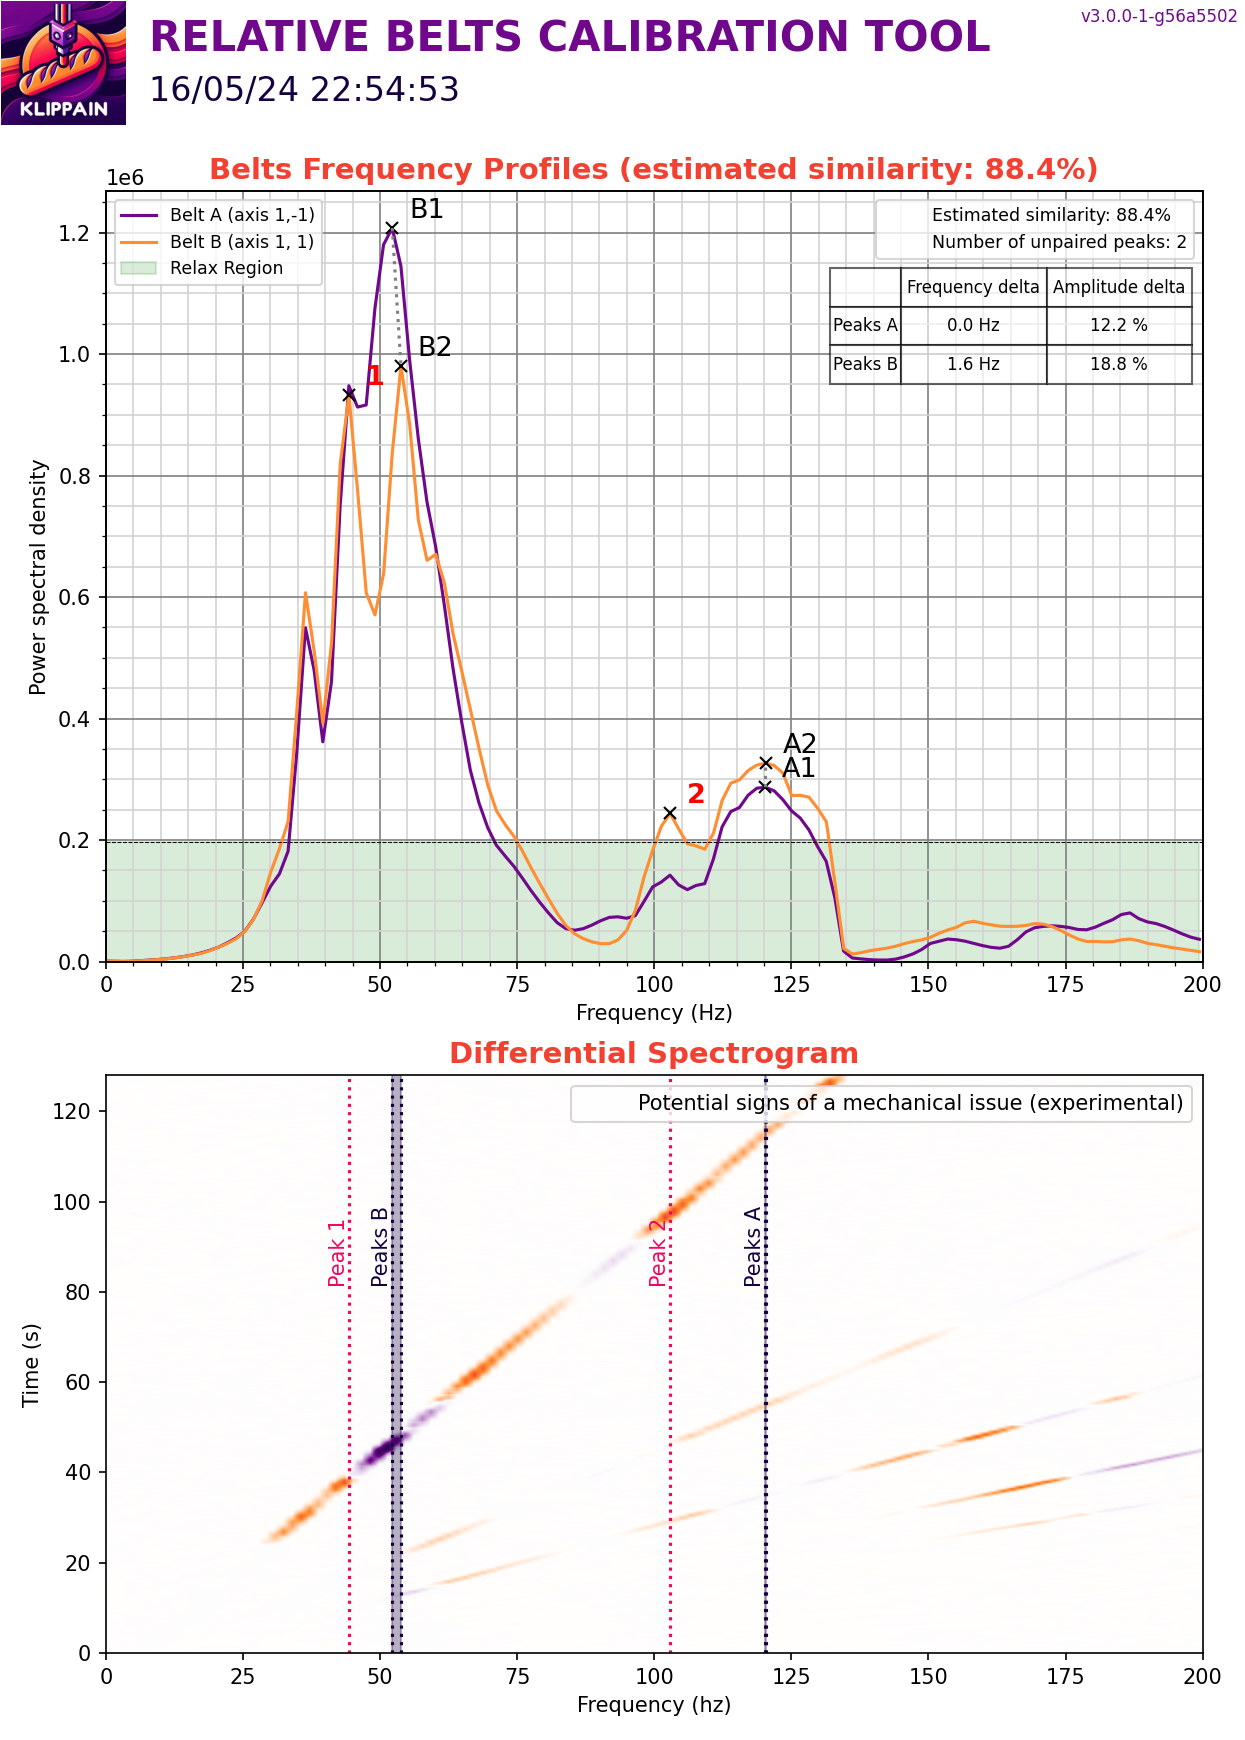 v3.0.0-1-g56a5502
RELATIVE BELTS CALIBRATION TOOL
16/05/24 22:54:53
KLIPPAIN
Belts Frequency Profiles (estimated similarity: 88.4%)
1e6
Belt A (axis 1,-1)
Belt B (axis 1, 1)
Relax Region
Estimated similarity: 88.4%
Number of unpaired peaks: 2
Frequency delta Amplitude delta
Peaks A 0.0 Hz 12.2 %
Peaks B 1.6 Hz 18.8 %
B1
B2
1
A2
A1
2
Power spectral density
1.2
1.0
0.8
0.6
0.4
0.2
0.0
0 25 50 75 100 125 150 175 200
Frequency (Hz)
Differential Spectrogram
Potential signs of a mechanical issue (experimental)
Peak 1
Peaks B
Peak 2
Peaks A
Time (s)
120
100
80
60
40
20
0
0 25 50 75 100 125 150 175 200
Frequency (hz)